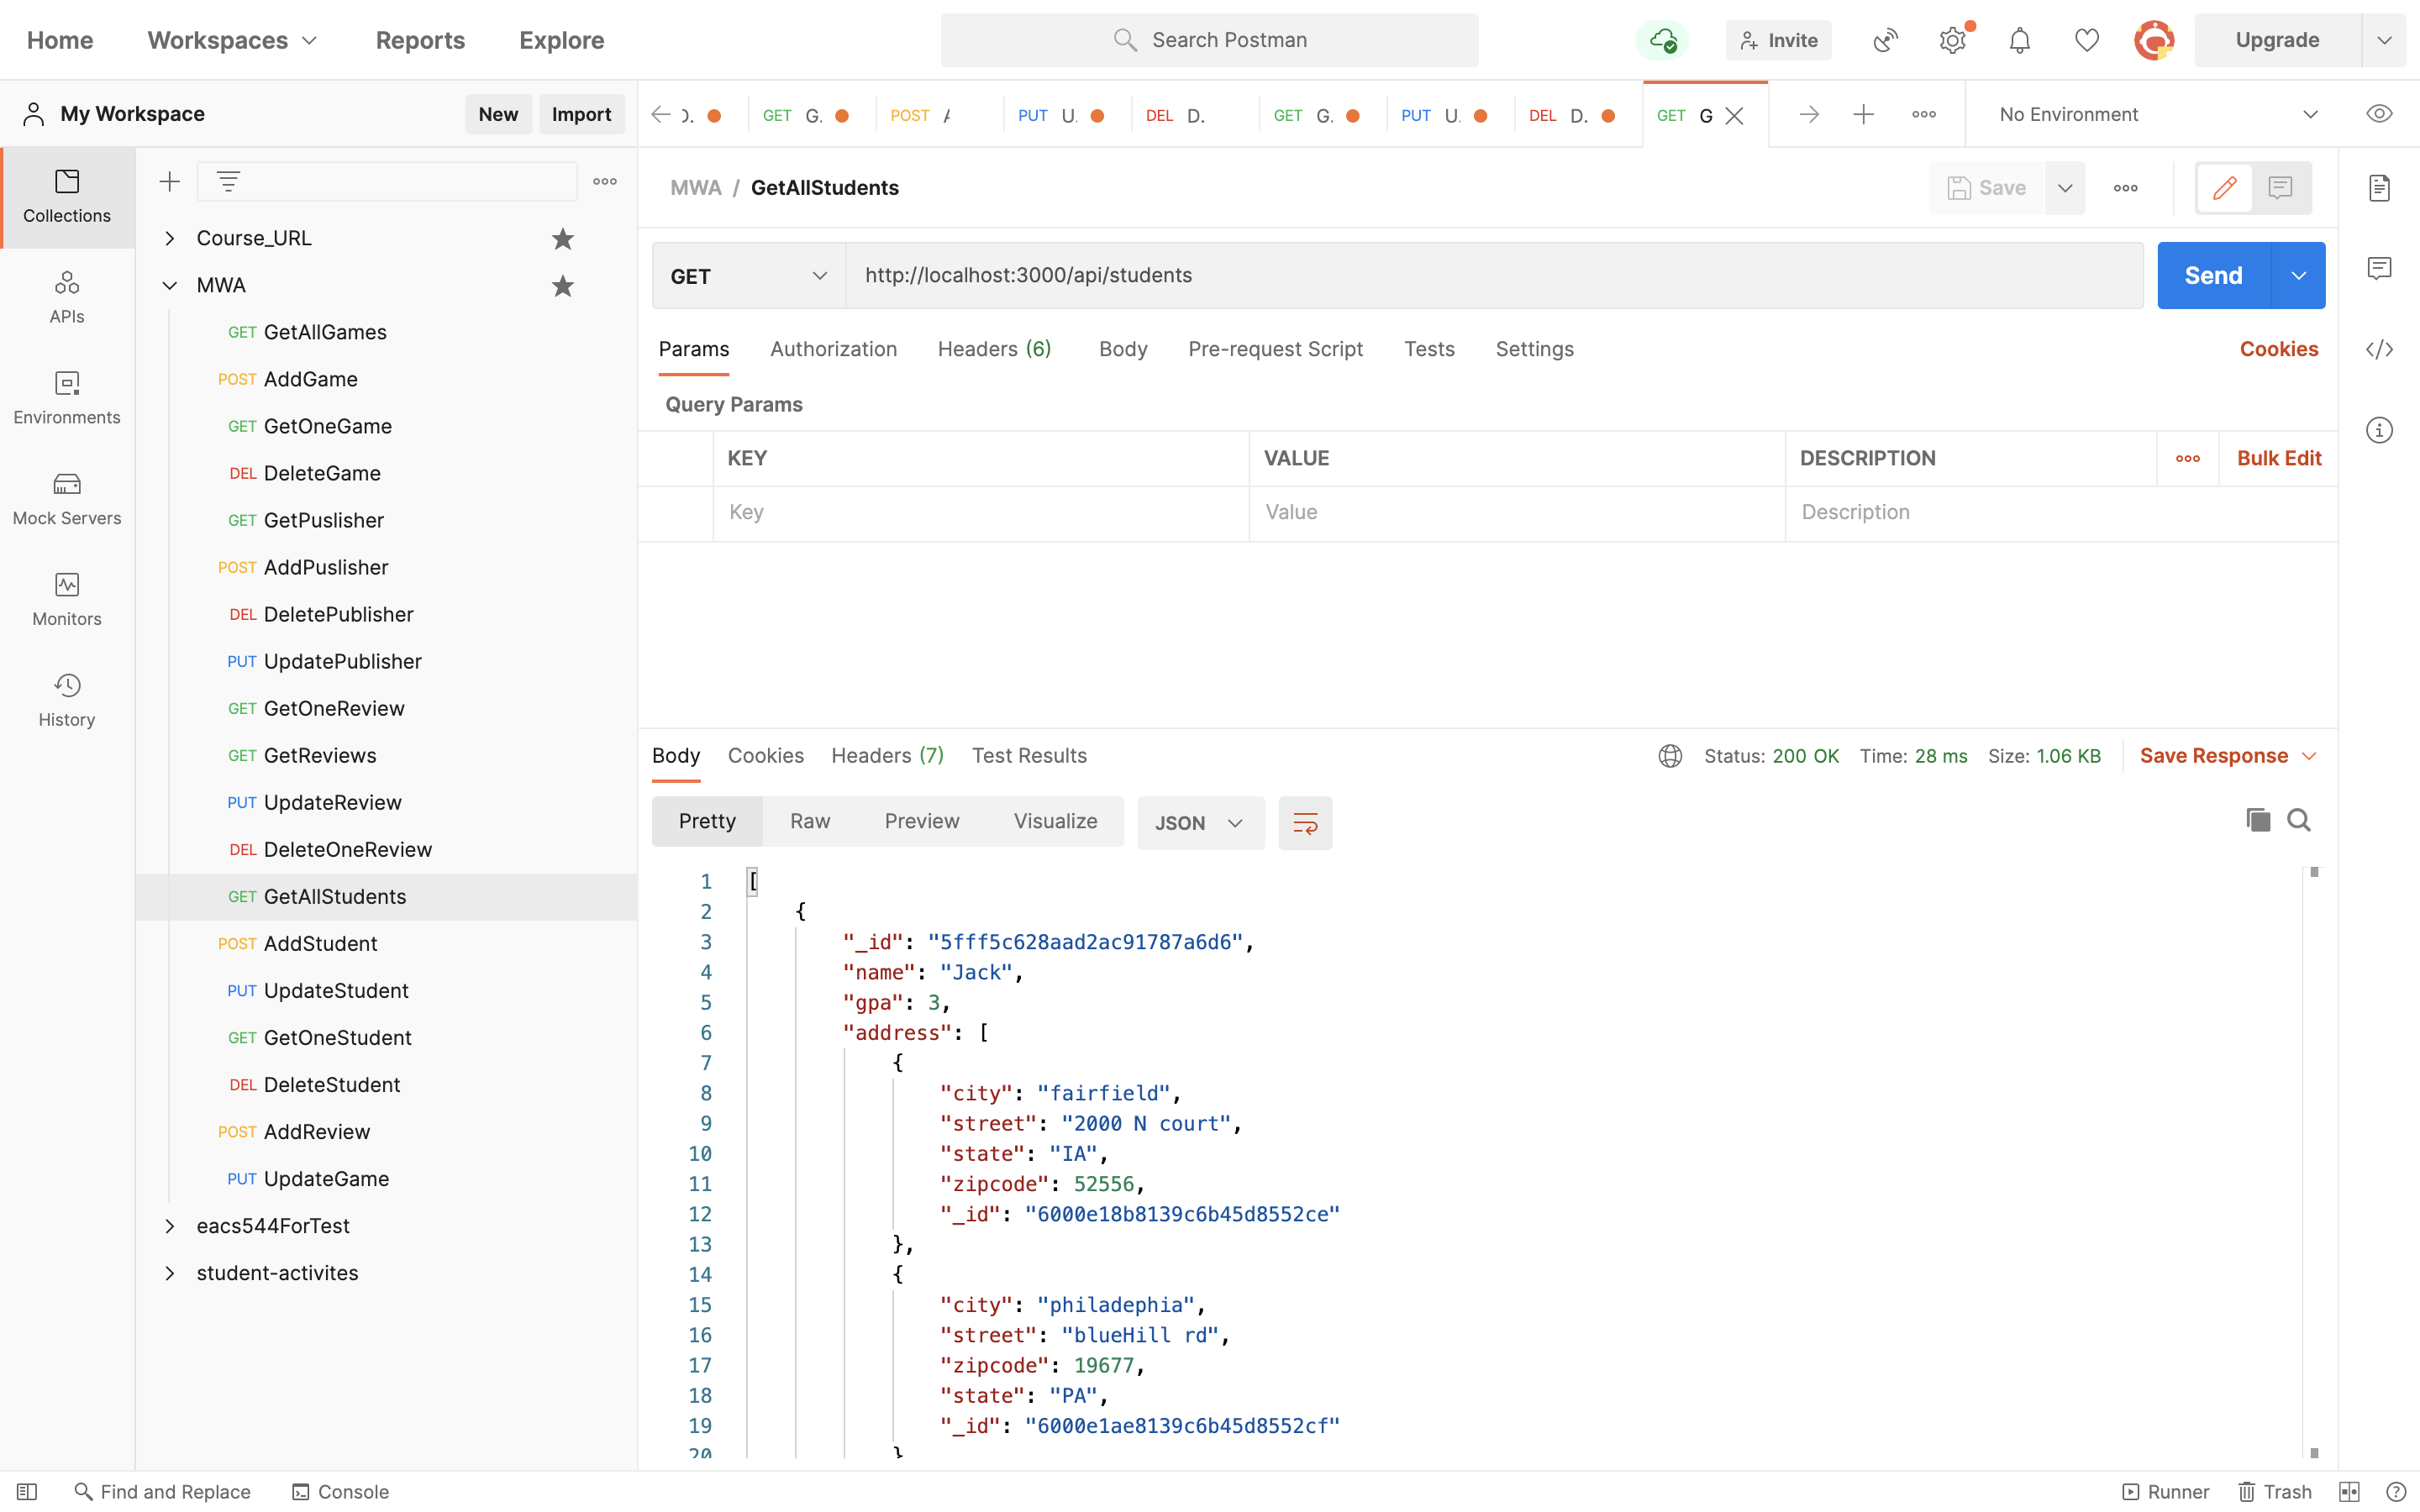 Home Workspaces Reports Explore Search Postman Invite Upgrade
My Workspace New Import
D. GET G. POST PUT U. DEL D. GET G. PUT U. DEL D. GET G No Environment
Collections
APIs
Environments
Mock Servers
Monitors
History
Course_URL
MWA
GET GetAllGames
POST AddGame
GET GetOneGame
DEL DeleteGame
GET GetPuslisher
POST AddPuslisher
DEL DeletePublisher
PUT UpdatePublisher
GET GetOneReview
GET GetReviews
PUT UpdateReview
DEL DeleteOneReview
GET GetAllStudents
POST AddStudent
PUT UpdateStudent
GET GetOneStudent
DEL DeleteStudent
POST AddReview
PUT UpdateGame
eacs544ForTest
student-activites
MWA / GetAllStudents Save
GET http://localhost:3000/api/students Send
Params Authorization Headers (6) Body Pre-request Script Tests Settings Cookies
Query Params
KEY VALUE DESCRIPTION Bulk Edit
Key Value Description
Body Cookies Headers (7) Test Results Status: 200 OK Time: 28 ms Size: 1.06 KB Save Response
Pretty Raw Preview Visualize JSON
1 [
2 {
3 "_id": "5fff5c628aad2ac91787a6d6",
4 "name": "Jack",
5 "gpa": 3,
6 "address": [
7 {
8 "city": "fairfield",
9 "street": "2000 N court",
10 "state": "IA",
11 "zipcode": 52556,
12 "_id": "6000e18b8139c6b45d8552ce"
13 },
14 {
15 "city": "philadephia",
16 "street": "blueHill rd",
17 "zipcode": 19677,
18 "state": "PA",
19 "_id": "6000e1ae8139c6b45d8552cf"
20 }
Find and Replace Console Runner Trash